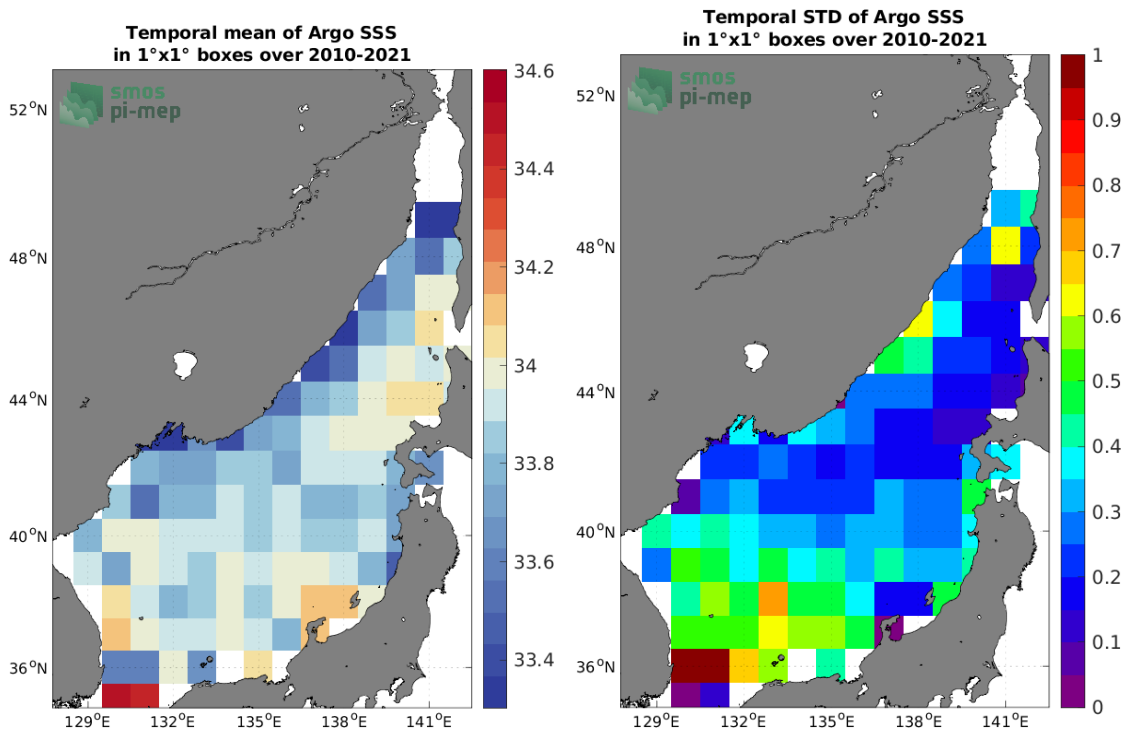 Temporal mean of Argo SSS
in 1°x1° boxes over 2010-2021
smos
pi-mep
52°N
48°N
44°N
40°N
36°N
129°E
132°E
135°E
138°E
141°E
34.6
34.4
34.2
34
33.8
33.6
33.4
Temporal STD of Argo SSS
in 1°x1° boxes over 2010-2021
smos
pi-mep
52°N
48°N
44°N
40°N
36°N
129°E
132°E
135°E
138°E
141°E
1
0.9
0.8
0.7
0.6
0.5
0.4
0.3
0.2
0.1
0